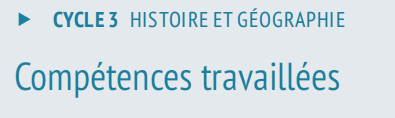 ▶ CYCLE 3 HISTOIRE ET GÉOGRAPHIE
Compétences travaillées